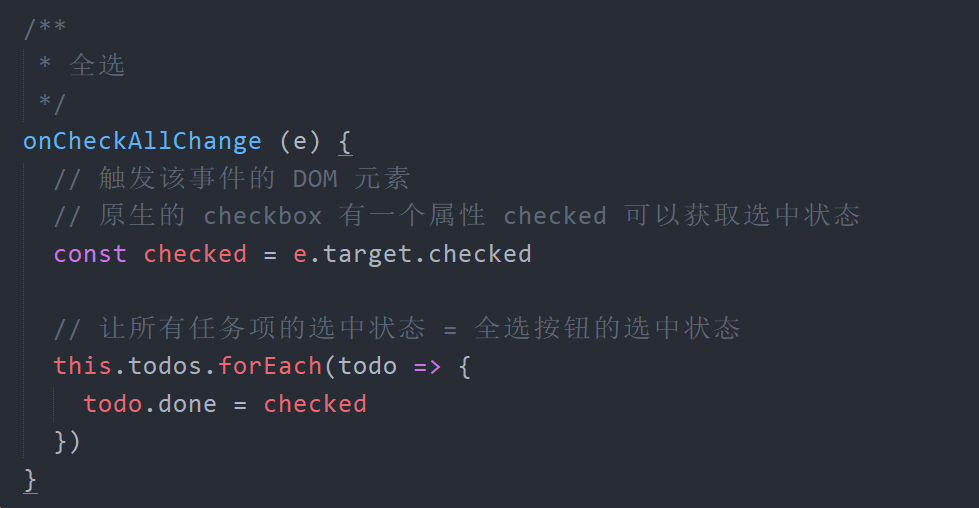 /**
 * 全选
 */
onCheckAllChange (e) {
  // 触发该事件的 DOM 元素
  // 原生的 checkbox 有一个属性 checked 可以获取选中状态
  const checked = e.target.checked

  // 让所有任务项的选中状态 = 全选按钮的选中状态
  this.todos.forEach(todo => {
    todo.done = checked
  })
}